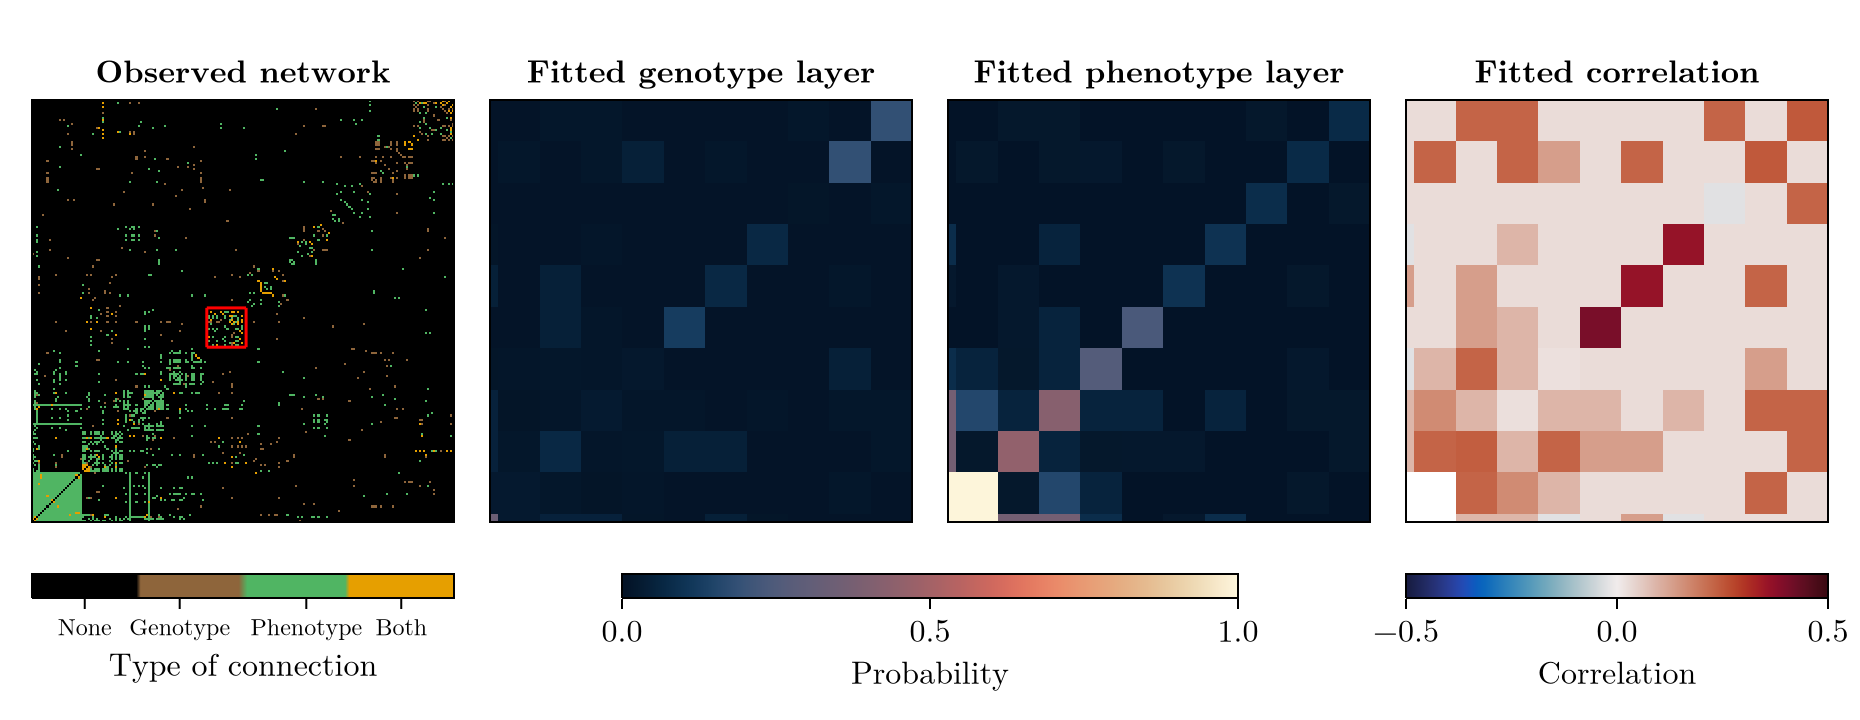 Observed network
Fitted genotype layer
Fitted phenotype layer
Fitted correlation
None Genotype Phenotype Both
Type of connection
0.0 0.5 1.0
Probability
−0.5 0.0 0.5
Correlation